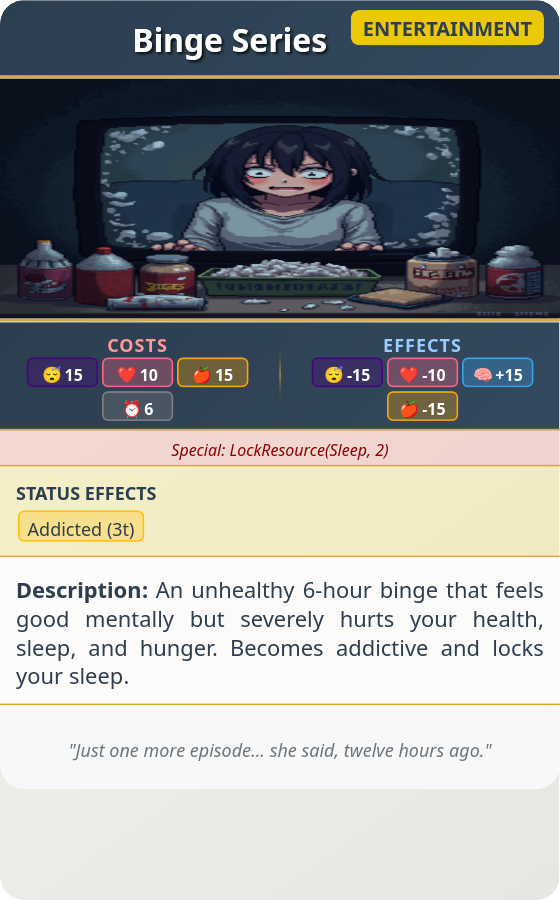 Binge Series
ENTERTAINMENT
COSTS
😴 15 ❤️ 10 🍎 15
⏰ 6
EFFECTS
😴 -15 ❤️ -10 🧠 +15
🍎 -15
Special: LockResource(Sleep, 2)
STATUS EFFECTS
Addicted (3t)
Description: An unhealthy 6-hour binge that feels
good mentally but severely hurts your health,
sleep, and hunger. Becomes addictive and locks
your sleep.
"Just one more episode... she said, twelve hours ago."